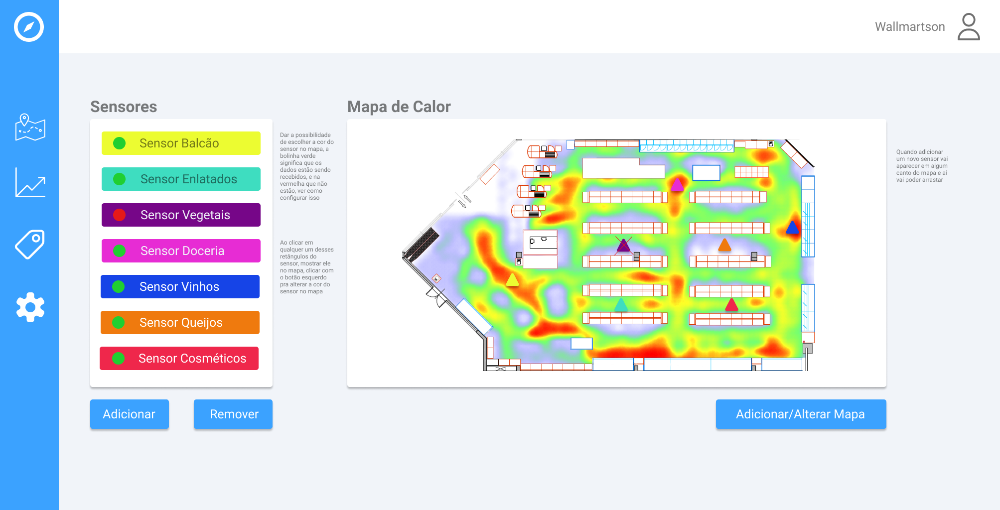 Wallmartson
Sensores
Mapa de Calor
Sensor Balcão
Sensor Enlatados
Sensor Vegetais
Sensor Doceria
Sensor Vinhos
Sensor Queijos
Sensor Cosméticos
Dar a possibilidade
de escolher a cor do
sensor no mapa, a
bolinha verde
significa que os
dados estão sendo
recebidos, e na
vermelha que não
estão, ver como
configurar isso
Ao clicar em
qualquer um desses
retângulos do
sensor, mostrar ele
no mapa, clicar com
o botão esquerdo
pra alterar a cor do
sensor no mapa
Quando adicionar
um novo sensor vai
aparecer em algum
canto do mapa e aí
vai poder arrastar
Adicionar
Remover
Adicionar/Alterar Mapa